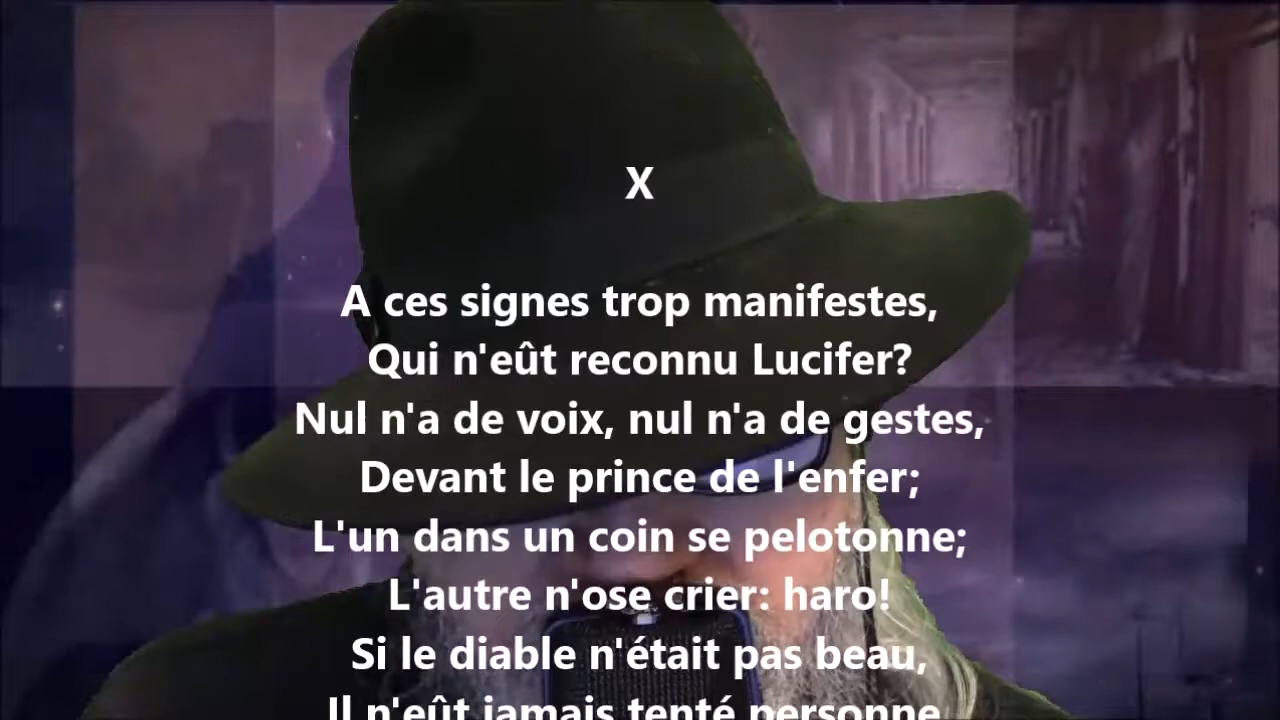 X
A ces signes trop manifestes,
Qui n'eût reconnu Lucifer?
Nul n'a de voix, nul n'a de gestes,
Devant le prince de l'enfer;
L'un dans un coin se pelotonne;
L'autre n'ose crier: haro!
Si le diable n'était pas beau,
Il n'eût jamais tenté personne